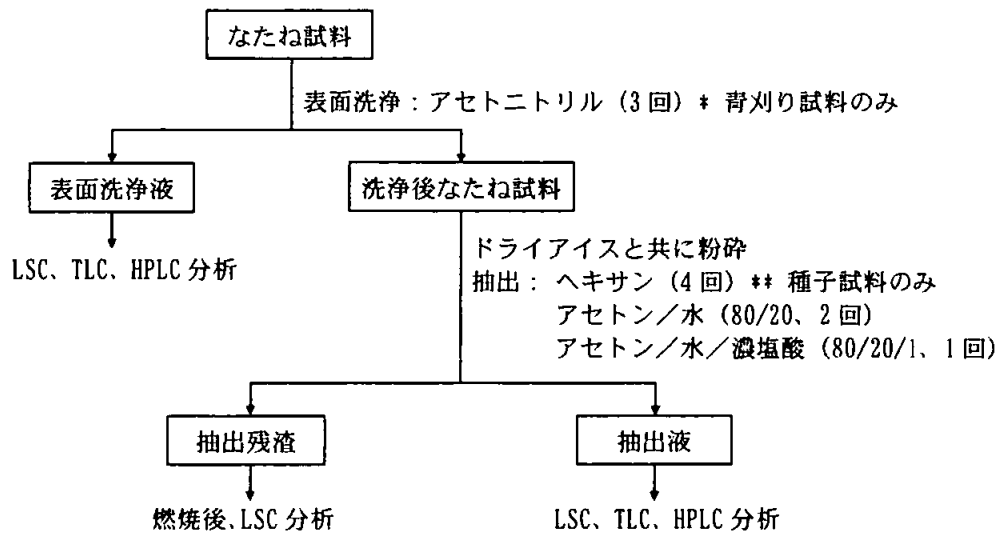 なたね試料
表面洗浄：アセトニトリル (3回) * 青刈り試料のみ
表面洗浄液
洗浄後なたね試料
LSC、TLC、HPLC 分析
ドライアイスと共に粉砕
抽出： ヘキサン (4回) ** 種子試料のみ
アセトン／水 (80/20、2回)
アセトン／水／濃塩酸 (80/20/1、1回)
抽出残渣
抽出液
燃焼後、LSC 分析
LSC、TLC、HPLC 分析